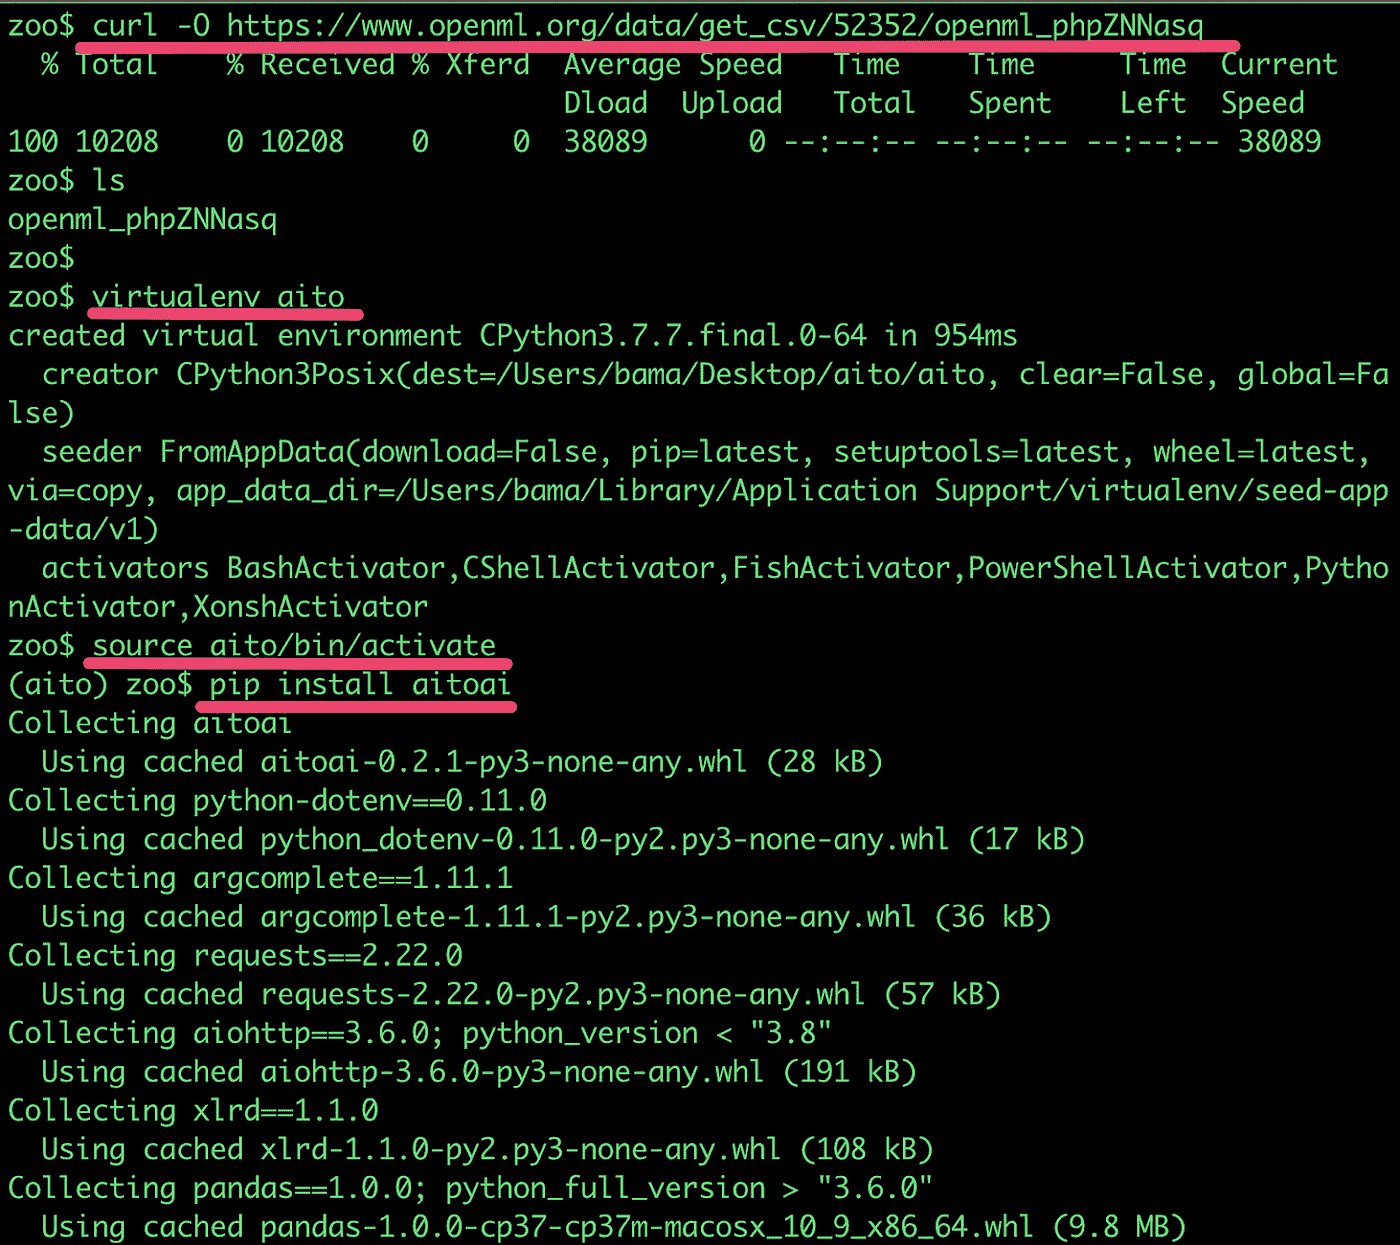 zoo$ curl -O https://www.openml.org/data/get_csv/52352/openml_phpZNNasq
  % Total    % Received % Xferd  Average Speed   Time    Time     Time  Current
                                 Dload  Upload   Total   Spent    Left  Speed
100 10208    0 10208    0     0  38089      0 --:--:-- --:--:-- --:--:-- 38089
zoo$ ls
openml_phpZNNasq
zoo$
zoo$ virtualenv aito
created virtual environment CPython3.7.7.final.0-64 in 954ms
  creator CPython3Posix(dest=/Users/bama/Desktop/aito/aito, clear=False, global=Fa
lse)
  seeder FromAppData(download=False, pip=latest, setuptools=latest, wheel=latest,
via=copy, app_data_dir=/Users/bama/Library/Application Support/virtualenv/seed-app
-data/v1)
  activators BashActivator,CShellActivator,FishActivator,PowerShellActivator,Pytho
nActivator,XonshActivator
zoo$ source aito/bin/activate
(aito) zoo$ pip install aitoai
Collecting aitoai
  Using cached aitoai-0.2.1-py3-none-any.whl (28 kB)
Collecting python-dotenv==0.11.0
  Using cached python_dotenv-0.11.0-py2.py3-none-any.whl (17 kB)
Collecting argcomplete==1.11.1
  Using cached argcomplete-1.11.1-py2.py3-none-any.whl (36 kB)
Collecting requests==2.22.0
  Using cached requests-2.22.0-py2.py3-none-any.whl (57 kB)
Collecting aiohttp==3.6.0; python_version < "3.8"
  Using cached aiohttp-3.6.0-py3-none-any.whl (191 kB)
Collecting xlrd==1.1.0
  Using cached xlrd-1.1.0-py2.py3-none-any.whl (108 kB)
Collecting pandas==1.0.0; python_full_version > "3.6.0"
  Using cached pandas-1.0.0-cp37-cp37m-macosx_10_9_x86_64.whl (9.8 MB)